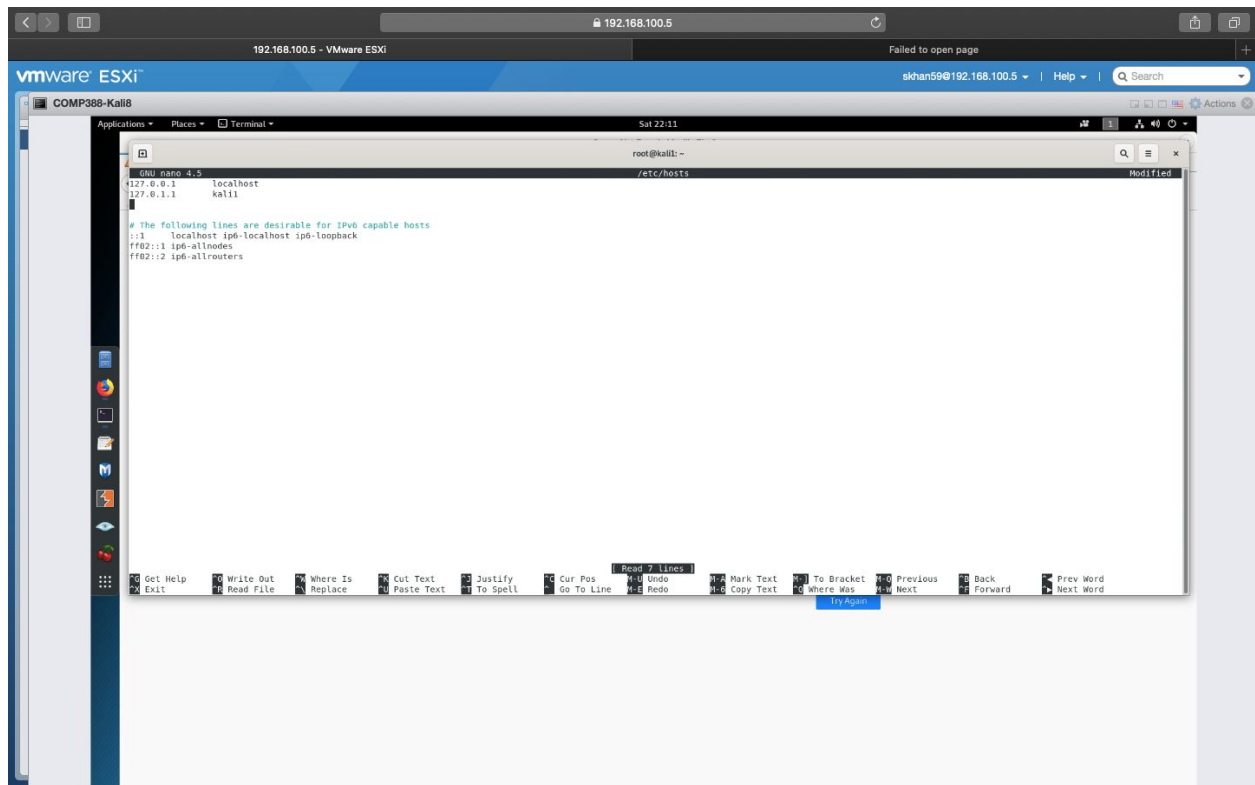 192.168.100.5
192.168.100.5 - VMware ESXi
Failed to open page
vmware ESXi™
skhan59@192.168.100.5 | Help | Search
COMP388-Kali8
Actions
Applications Places Terminal Sat 22:11 1
root@kali1: ~
GNU nano 4.5 /etc/hosts Modified
127.0.0.1 localhost
127.0.1.1 kali1
# The following lines are desirable for IPv6 capable hosts
::1 localhost ip6-localhost ip6-loopback
ff02::1 ip6-allnodes
ff02::2 ip6-allrouters
[ Read 7 lines ]
^G Get Help ^O Write Out ^W Where Is ^K Cut Text ^J Justify ^C Cur Pos M-U Undo M-A Mark Text M-] To Bracket M-Q Previous ^B Back Prev Word
^X Exit ^R Read File ^\ Replace ^U Paste Text ^T To Spell Go To Line M-E Redo M-6 Copy Text ^Q Where Was M-W Next ^F Forward Next Word
Try Again